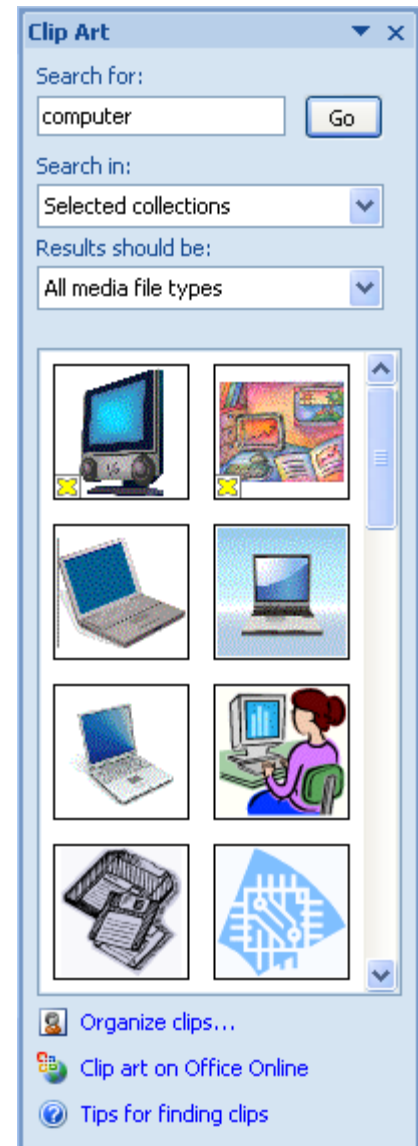 Clip Art
Search for:
computer
Go
Search in:
Selected collections
Results should be:
All media file types
Organize clips...
Clip art on Office Online
Tips for finding clips